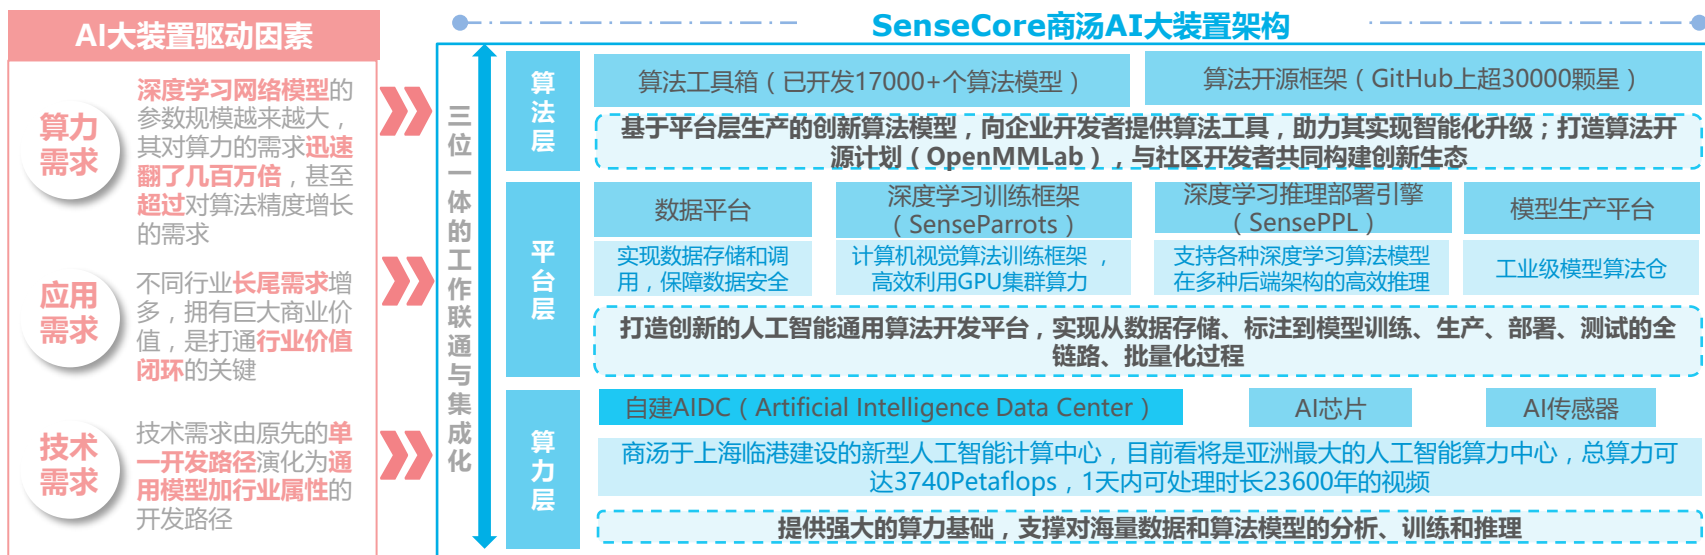 AI大装置驱动因素
算力
需求
深度学习网络模型的
参数规模越来越大，
其对算力的需求迅速
翻了几百万倍，甚至
超过对算法精度增长
的需求
应用
需求
不同行业长尾需求增
多，拥有巨大商业价
值，是打通行业价值
闭环的关键
技术
需求
技术需求由原先的单
一开发路径演化为通
用模型加行业属性的
开发路径
SenseCore商汤AI大装置架构
三位一体的工作联通与集成化
算法层
算法工具箱（已开发17000+个算法模型）
算法开源框架（GitHub上超30000颗星）
基于平台层生产的创新算法模型，向企业开发者提供算法工具，助力其实现智能化升级；打造算法开
源计划（OpenMMLab），与社区开发者共同构建创新生态
平台层
数据平台
实现数据存储和调
用，保障数据安全
深度学习训练框架
（SenseParrots）
计算机视觉算法训练框架，
高效利用GPU集群算力
深度学习推理部署引擎
（SensePPL）
支持各种深度学习算法模型
在多种后端架构的高效推理
模型生产平台
工业级模型算法仓
打造创新的人工智能通用算法开发平台，实现从数据存储、标注到模型训练、生产、部署、测试的全
链路、批量化过程
算力层
自建AIDC（Artificial Intelligence Data Center）
AI芯片
AI传感器
商汤于上海临港建设的新型人工智能计算中心，目前看将是亚洲最大的人工智能算力中心，总算力可
达3740Petaflops，1天内可处理时长23600年的视频
提供强大的算力基础，支撑对海量数据和算法模型的分析、训练和推理